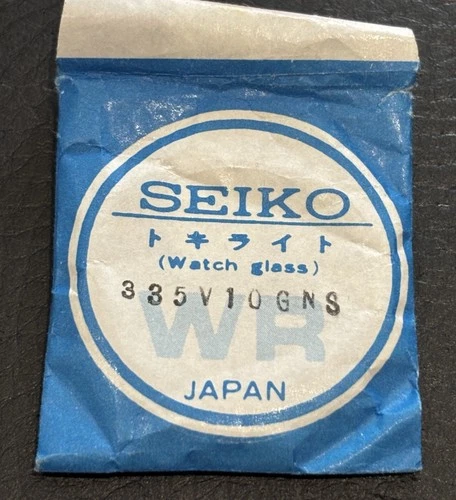 SEIKO
トキライト
(Watch glass)
335V10GNS
WR
JAPAN